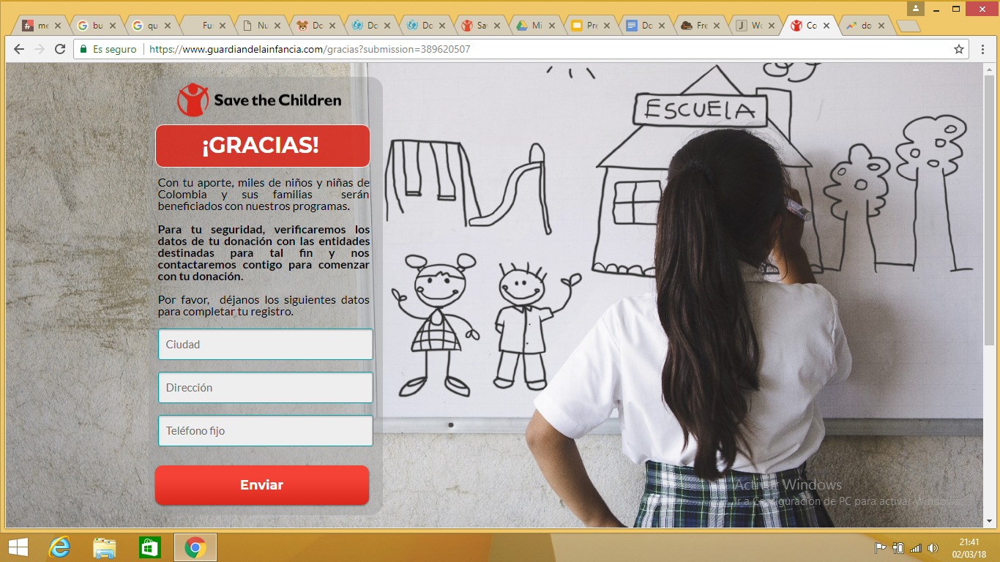 me
bu
qu
Fu
Nu
Do
Do
Do
Sa
Mi
Pre
Do
Fre
J
Wo
Co
do
Es seguro
https://www.guardiandelainfancia.com/gracias?submission=389620507
Save the Children
¡GRACIAS!
Con tu aporte, miles de niños y niñas de
Colombia y sus familias serán
beneficiados con nuestros programas.
Para tu seguridad, verificaremos los
datos de tu donación con las entidades
destinadas para tal fin y nos
contactaremos contigo para comenzar
con tu donación.
Por favor, déjanos los siguientes datos
para completar tu registro.
Ciudad
Dirección
Teléfono fijo
Enviar
ESCUELA
Activar Windows
Ir a Configuración de PC para activar Windows.
21:41
02/03/18